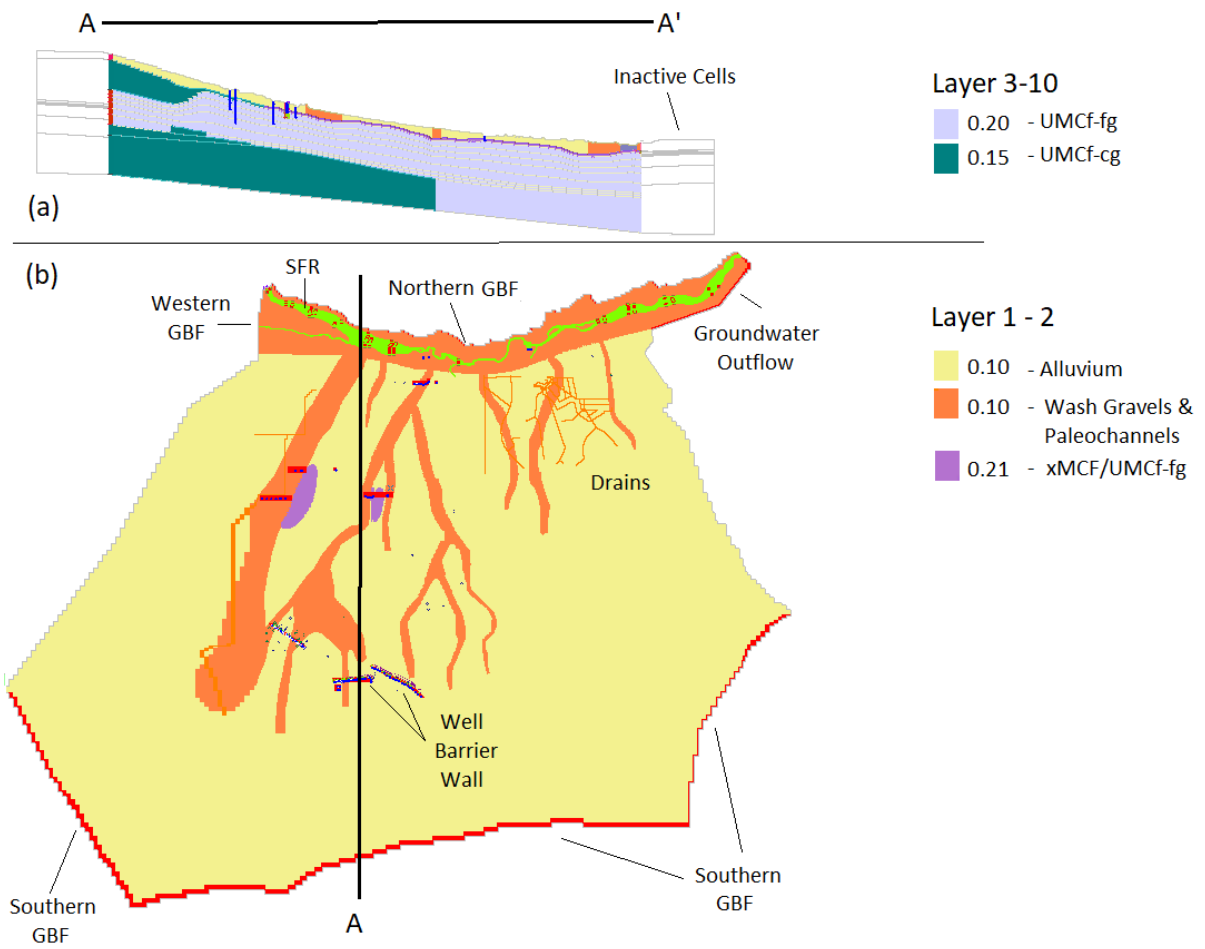 A
A'
Inactive Cells
Layer 3-10
0.20 - UMCf-fg
0.15 - UMCf-cg
(a)
(b)
SFR
Western
GBF
Northern GBF
Groundwater
Outflow
Layer 1 - 2
0.10 - Alluvium
0.10 - Wash Gravels &
Paleochannels
0.21 - xMCF/UMCf-fg
Drains
Well
Barrier
Wall
Southern
GBF
Southern
GBF
A